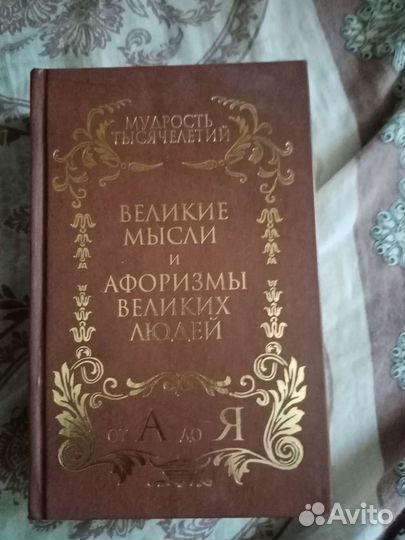 МУДРОСТЬ
ТЫСЯЧЕЛЕТИЙ
ВЕЛИКИЕ
МЫСЛИ
И
АФОРИЗМЫ
ВЕЛИКИХ
ЛЮДЕЙ
ОТ А ДО Я
Avito